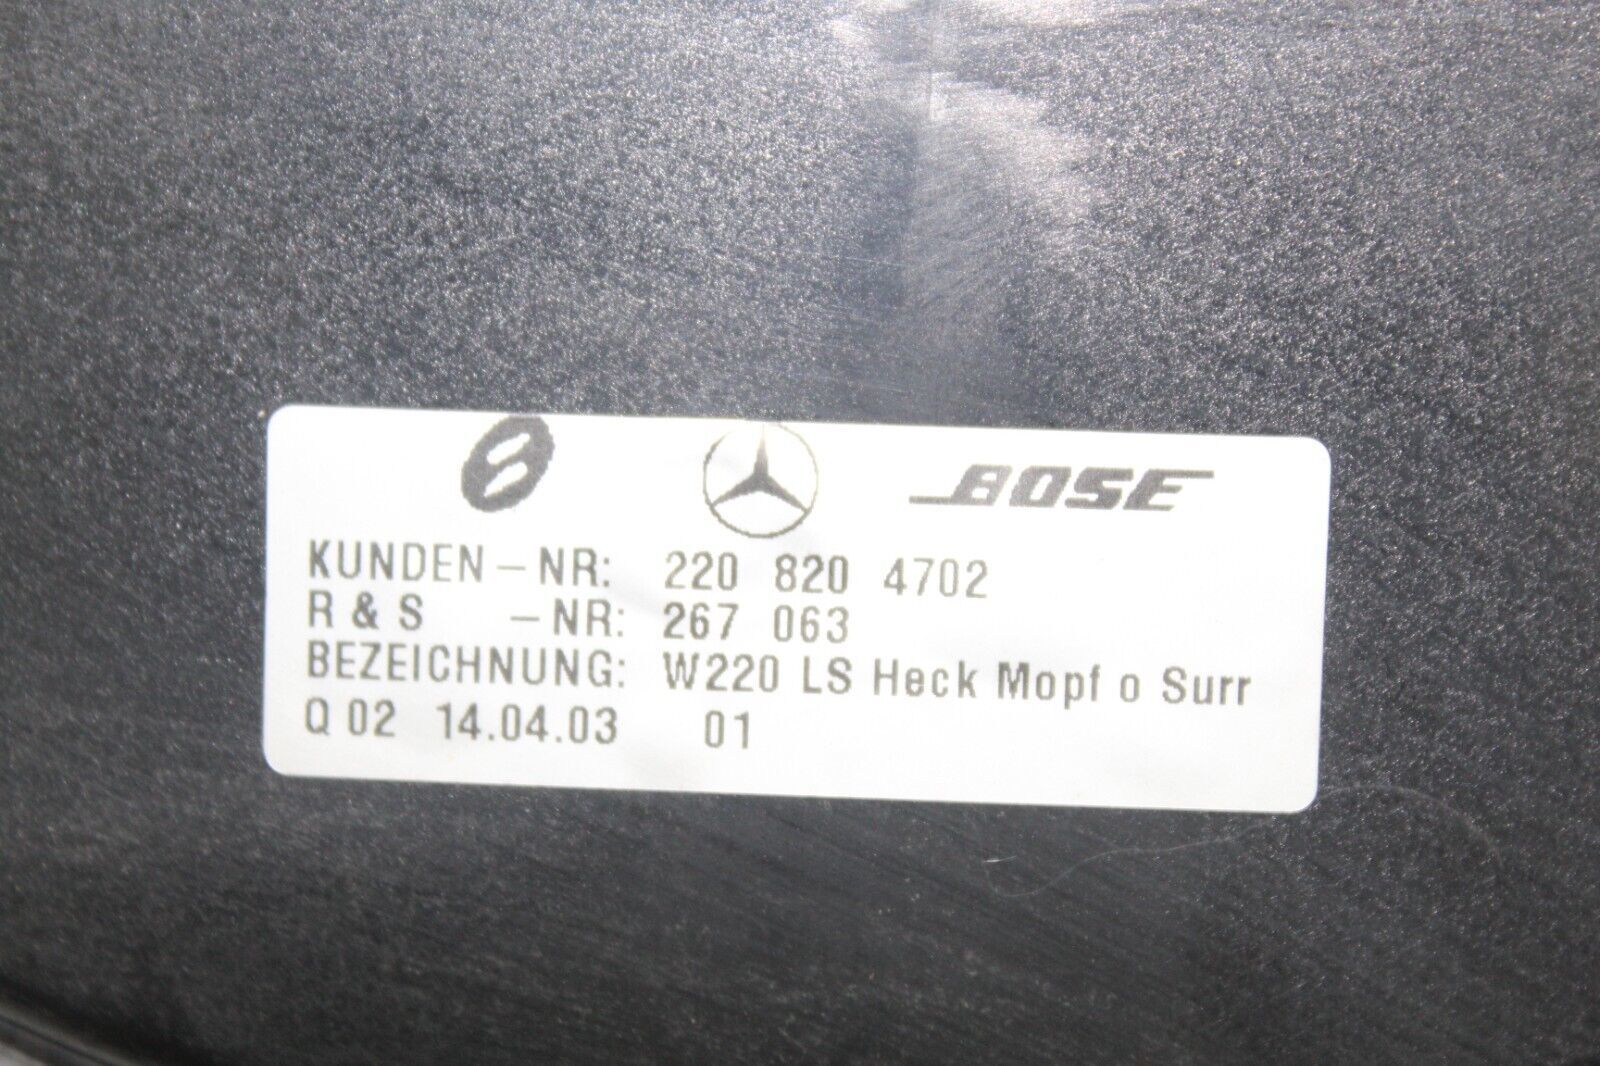 BOSE
KUNDEN-NR: 220 820 4702
R & S -NR: 267 063
BEZEICHNUNG: W220 LS Heck Mopf o Surr
Q 02 14.04.03 01